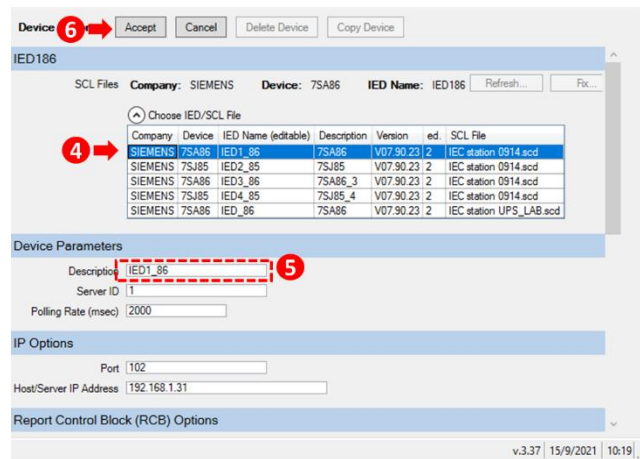 Device
6
Accept Cancel Delete Device Copy Device
IED186
SCL Files Company: SIEMENS Device: 7SA86 IED Name: IED186 Refresh... Fix...
Choose IED/SCL File
Company Device IED Name (editable) Description Version ed. SCL File
4
SIEMENS 7SA86 IED1_86 7SA86 V07.90.23 2 IEC station 0914.scd
SIEMENS 7SJ85 IED2_85 7SJ85 V07.90.23 2 IEC station 0914.scd
SIEMENS 7SA86 IED3_86 7SA86_3 V07.90.23 2 IEC station 0914.scd
SIEMENS 7SJ85 IED4_85 7SJ85_4 V07.90.23 2 IEC station 0914.scd
SIEMENS 7SA86 IED_86 7SA86 V07.90.23 2 IEC station UPS_LAB.scd
Device Parameters
Description IED1_86
5
Server ID 1
Polling Rate (msec) 2000
IP Options
Port 102
Host/Server IP Address 192.168.1.31
Report Control Block (RCB) Options
v.3.37 15/9/2021 10:19